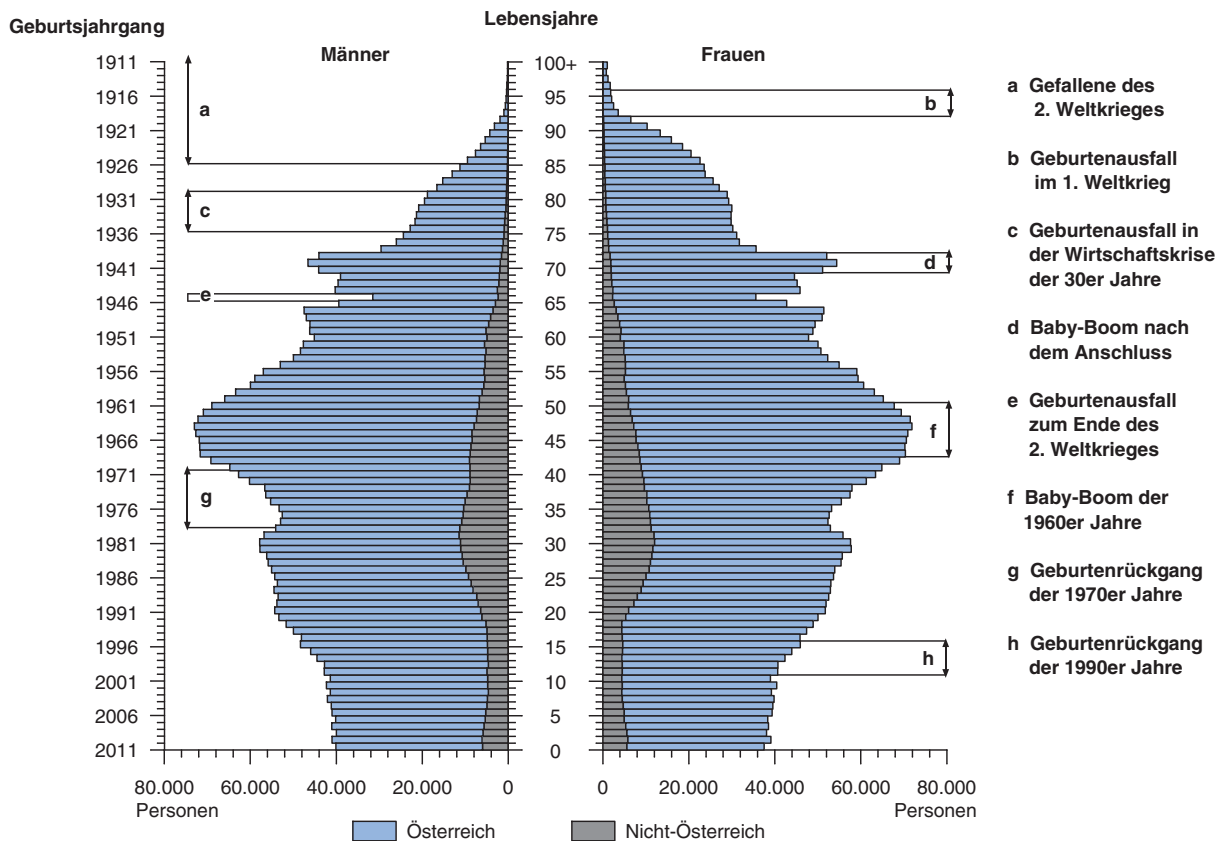 Geburtsjahrgang
Lebensjahre
Männer
Frauen
1911
1916
1921
1926
1931
1936
1941
1946
1951
1956
1961
1966
1971
1976
1981
1986
1991
1996
2001
2006
2011
100+
95
90
85
80
75
70
65
60
55
50
45
40
35
30
25
20
15
10
5
0
a
c
e
g
b
d
f
h
80.000 60.000 40.000 20.000 0
Personen
0 20.000 40.000 60.000 80.000
Personen
Österreich
Nicht-Österreich
a Gefallene des
2. Weltkrieges
b Geburtenausfall
im 1. Weltkrieg
c Geburtenausfall in
der Wirtschaftskrise
der 30er Jahre
d Baby-Boom nach
dem Anschluss
e Geburtenausfall
zum Ende des
2. Weltkrieges
f Baby-Boom der
1960er Jahre
g Geburtenrückgang
der 1970er Jahre
h Geburtenrückgang
der 1990er Jahre